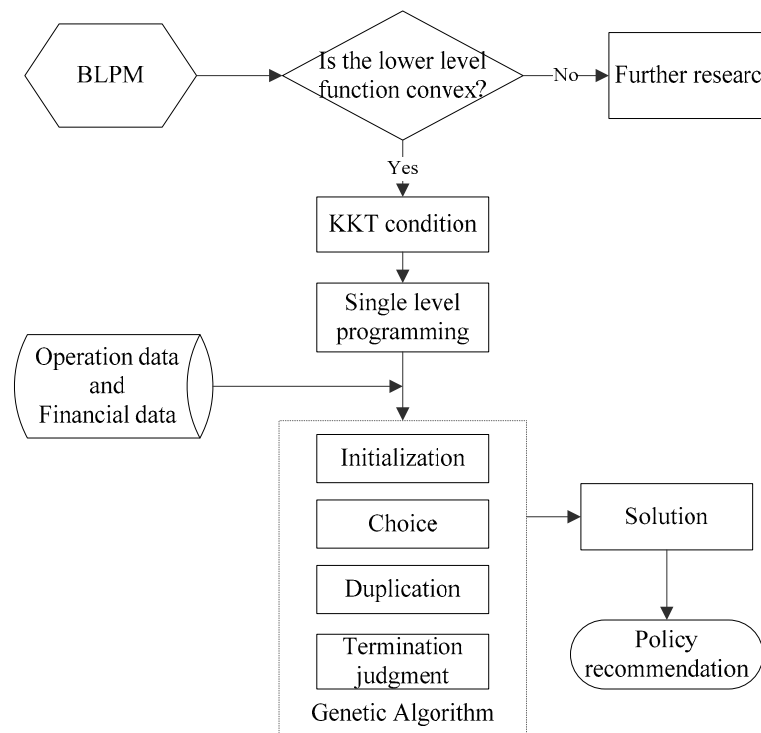 BLPM
Is the lower level
function convex?
No
Further researc
Yes
KKT condition
Single level
programming
Operation data
and
Financial data
Initialization
Choice
Duplication
Termination
judgment
Genetic Algorithm
Solution
Policy
recommendation